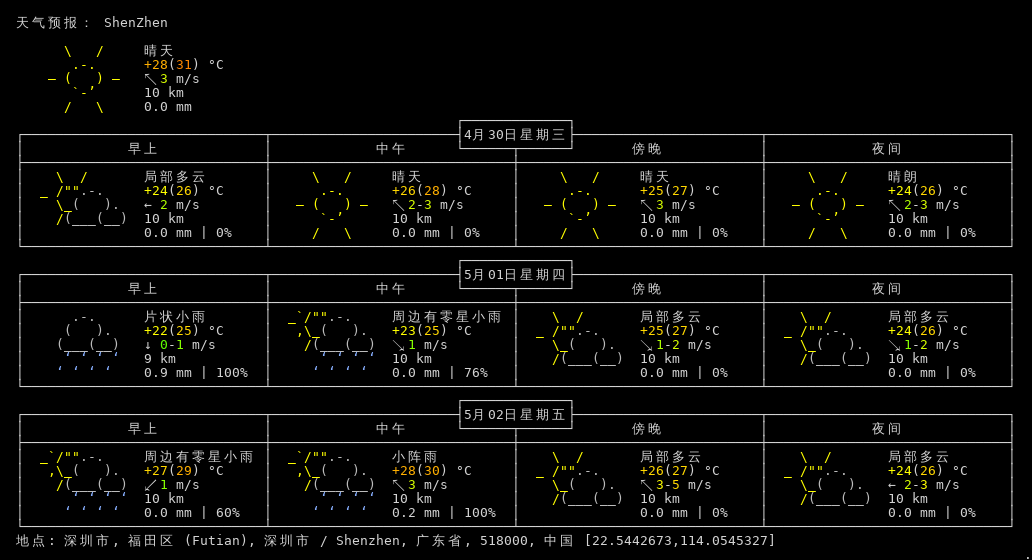 天气预报： ShenZhen
晴天
+28(31) °C
↖3 m/s
10 km
0.0 mm
4月30日星期三
早上 中午 傍晚 夜间
局部多云 晴天 晴天 晴朗
+24(26) °C +26(28) °C +25(27) °C +24(26) °C
← 2 m/s ↖2-3 m/s ↖3 m/s ↖2-3 m/s
10 km 10 km 10 km 10 km
0.0 mm | 0% 0.0 mm | 0% 0.0 mm | 0% 0.0 mm | 0%
5月01日星期四
早上 中午 傍晚 夜间
片状小雨 周边有零星小雨 局部多云 局部多云
+22(25) °C +23(25) °C +25(27) °C +24(26) °C
↓ 0-1 m/s ↘1 m/s ↘1-2 m/s ↘1-2 m/s
9 km 10 km 10 km 10 km
0.9 mm | 100% 0.0 mm | 76% 0.0 mm | 0% 0.0 mm | 0%
5月02日星期五
早上 中午 傍晚 夜间
周边有零星小雨 小阵雨 局部多云 局部多云
+27(29) °C +28(30) °C +26(27) °C +24(26) °C
↙1 m/s ↖3 m/s ↖3-5 m/s ← 2-3 m/s
10 km 10 km 10 km 10 km
0.0 mm | 60% 0.2 mm | 100% 0.0 mm | 0% 0.0 mm | 0%
地点: 深圳市, 福田区 (Futian), 深圳市 / Shenzhen, 广东省, 518000, 中国 [22.5442673,114.0545327]